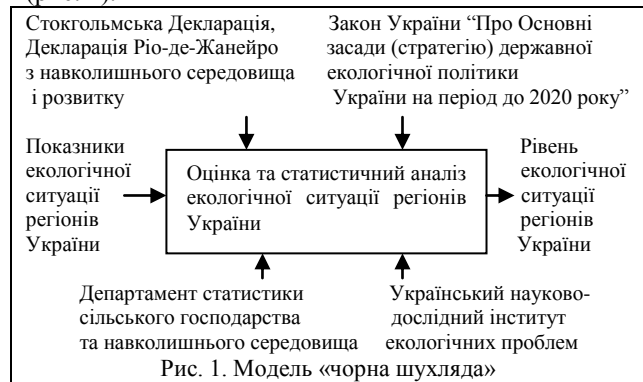 Стокгольмська Декларація,
Декларація Ріо-де-Жанейро
з навколишнього середовища
і розвитку
Закон України “Про Основні
засади (стратегію) державної
екологічної політики
України на період до 2020 року”
Показники
екологічної
ситуації
регіонів
України
Оцінка та статистичний аналіз
екологічної ситуації регіонів
України
Рівень
екологічної
ситуації
регіонів
України
Департамент статистики
сільського господарства
та навколишнього середовища
Український науково-
дослідний інститут
екологічних проблем
Рис. 1. Модель «чорна шухляда»